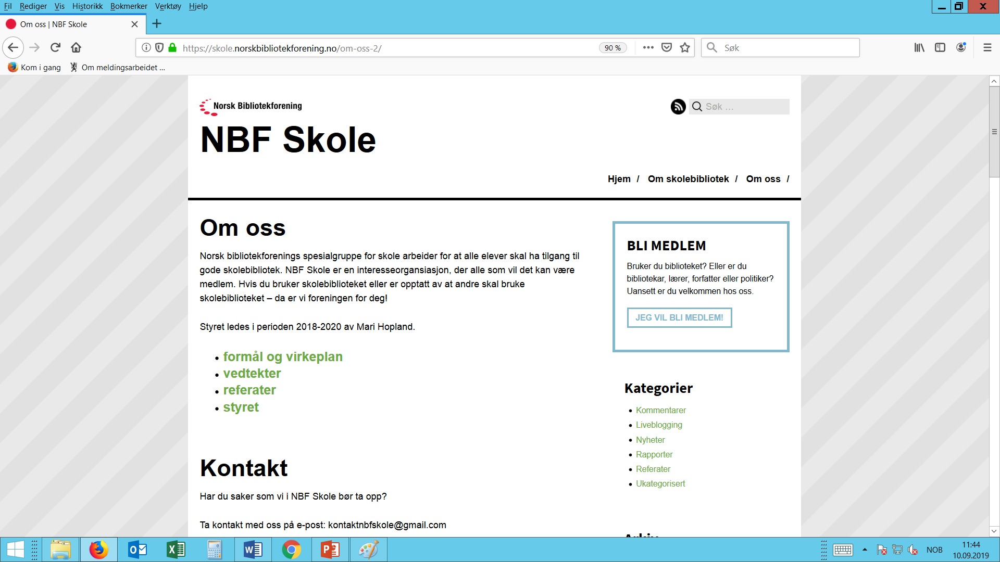 Fil Rediger Vis Historikk Bokmerker Verktøy Hjelp
Om oss | NBF Skole
https://skole.norskbibliotekforening.no/om-oss-2/ 90 % Søk
Kom i gang Om meldingsarbeidet ...
Norsk Bibliotekforening
Søk ...
NBF Skole
Hjem / Om skolebibliotek / Om oss /
Om oss
Norsk bibliotekforenings spesialgruppe for skole arbeider for at alle elever skal ha tilgang til
gode skolebibliotek. NBF Skole er en interesseorgansiasjon, der alle som vil det kan være
medlem. Hvis du bruker skolebiblioteket eller er opptatt av at andre skal bruke
skolebiblioteket – da er vi foreningen for deg!
Styret ledes i perioden 2018-2020 av Mari Hopland.
formål og virkeplan
vedtekter
referater
styret
Kontakt
Har du saker som vi i NBF Skole bør ta opp?
Ta kontakt med oss på e-post: kontaktnbfskole@gmail.com
BLI MEDLEM
Bruker du biblioteket? Eller er du
bibliotekar, lærer, forfatter eller politiker?
Uansett er du velkommen hos oss.
JEG VIL BLI MEDLEM!
Kategorier
Kommentarer
Liveblogging
Nyheter
Rapporter
Referater
Ukategorisert
Arkiv
NOB 11:44
10.09.2019